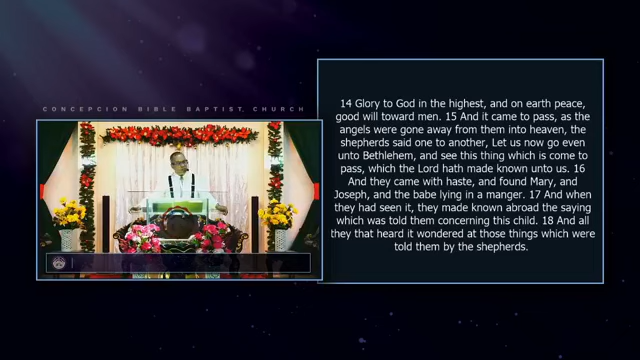 CONCEPCION BIBLE BAPTIST CHURCH
14 Glory to God in the highest, and on earth peace,
good will toward men. 15 And it came to pass, as the
angels were gone away from them into heaven, the
shepherds said one to another, Let us now go even
unto Bethlehem, and see this thing which is come to
pass, which the Lord hath made known unto us. 16
And they came with haste, and found Mary, and
Joseph, and the babe lying in a manger. 17 And when
they had seen it, they made known abroad the saying
which was told them concerning this child. 18 And all
they that heard it wondered at those things which were
told them by the shepherds.